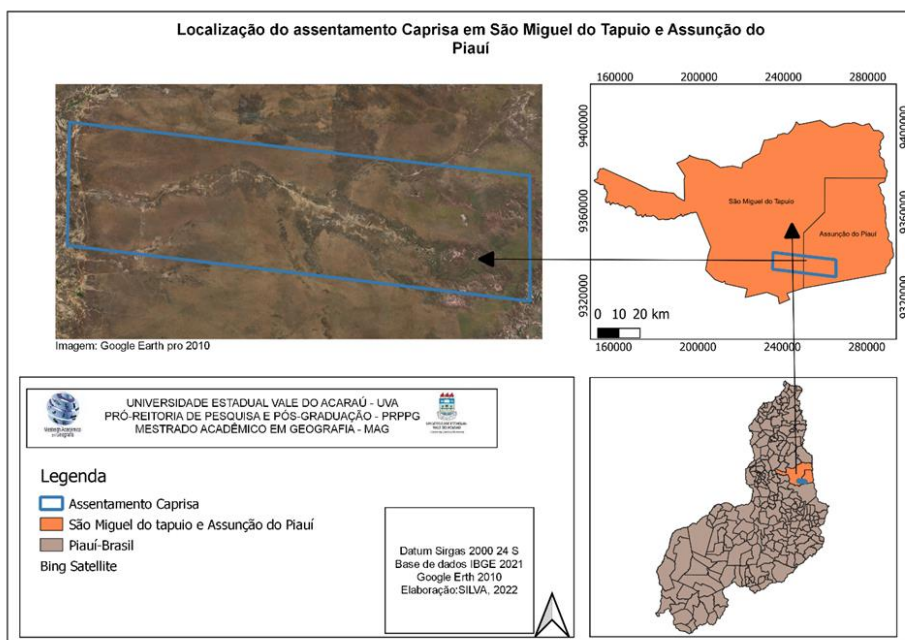 Localização do assentamento Caprisa em São Miguel do Tapuio e Assunção do
Piauí
160000 200000 240000 280000
9400000
9360000
9320000
São Miguel do Tapuio
Assunção do Piauí
9400000
9360000
9320000
0 10 20 km
160000 200000 240000 280000
Imagem: Google Earth pro 2010
UNIVERSIDADE ESTADUAL VALE DO ACARAÚ - UVA
PRÓ-REITORIA DE PESQUISA E PÓS-GRADUAÇÃO - PRPPG
MESTRADO ACADÊMICO EM GEOGRAFIA - MAG
Legenda
Assentamento Caprisa
São Miguel do tapuio e Assunção do Piauí
Piauí-Brasil
Bing Satellite
Datum Sirgas 2000 24 S
Base de dados IBGE 2021
Google Erth 2010
Elaboração:SILVA, 2022